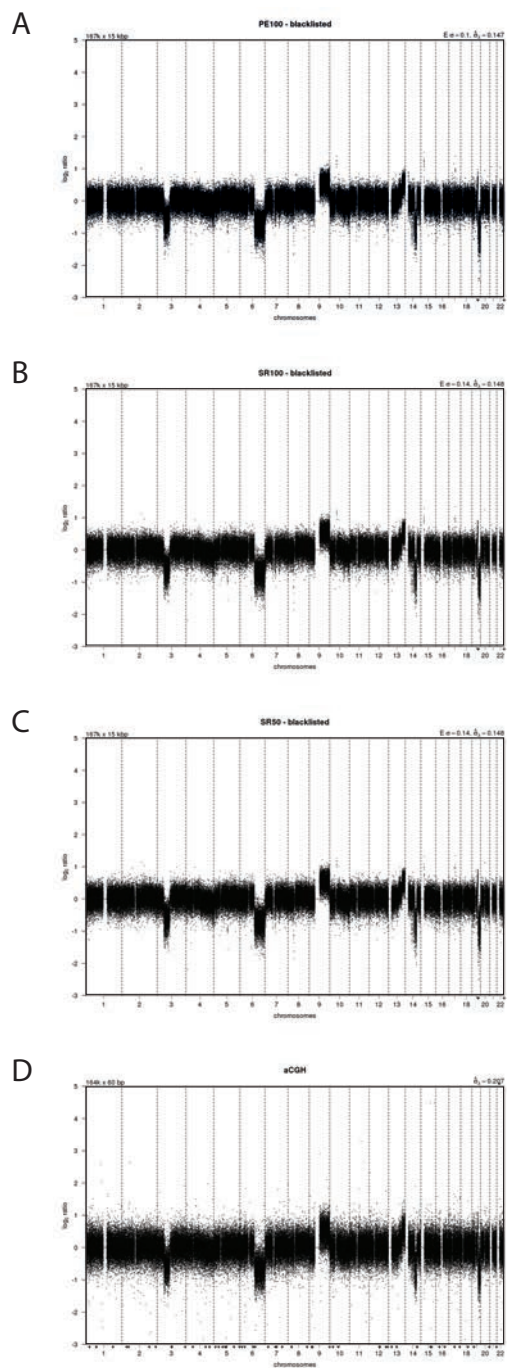 A
PE100 - blacklisted
167k x 15 kbp
E σ = 0.1, σ̂Δ = 0.147
5
4
3
2
1
0
-1
-2
-3
log2 ratio
1 2 3 4 5 6 7 8 9 10 11 12 13 14 15 16 17 18 20 22
chromosomes
B
SR100 - blacklisted
167k x 15 kbp
E σ = 0.14, σ̂Δ = 0.148
5
4
3
2
1
0
-1
-2
-3
log2 ratio
1 2 3 4 5 6 7 8 9 10 11 12 13 14 15 16 17 18 20 22
chromosomes
C
SR50 - blacklisted
167k x 15 kbp
E σ = 0.14, σ̂Δ = 0.148
5
4
3
2
1
0
-1
-2
-3
log2 ratio
1 2 3 4 5 6 7 8 9 10 11 12 13 14 15 16 17 18 20 22
chromosomes
D
aCGH
164k x 60 bp
σ̂Δ = 0.207
5
4
3
2
1
0
-1
-2
-3
log2 ratio
1 2 3 4 5 6 7 8 9 10 11 12 13 14 15 16 17 18 20 22
chromosomes